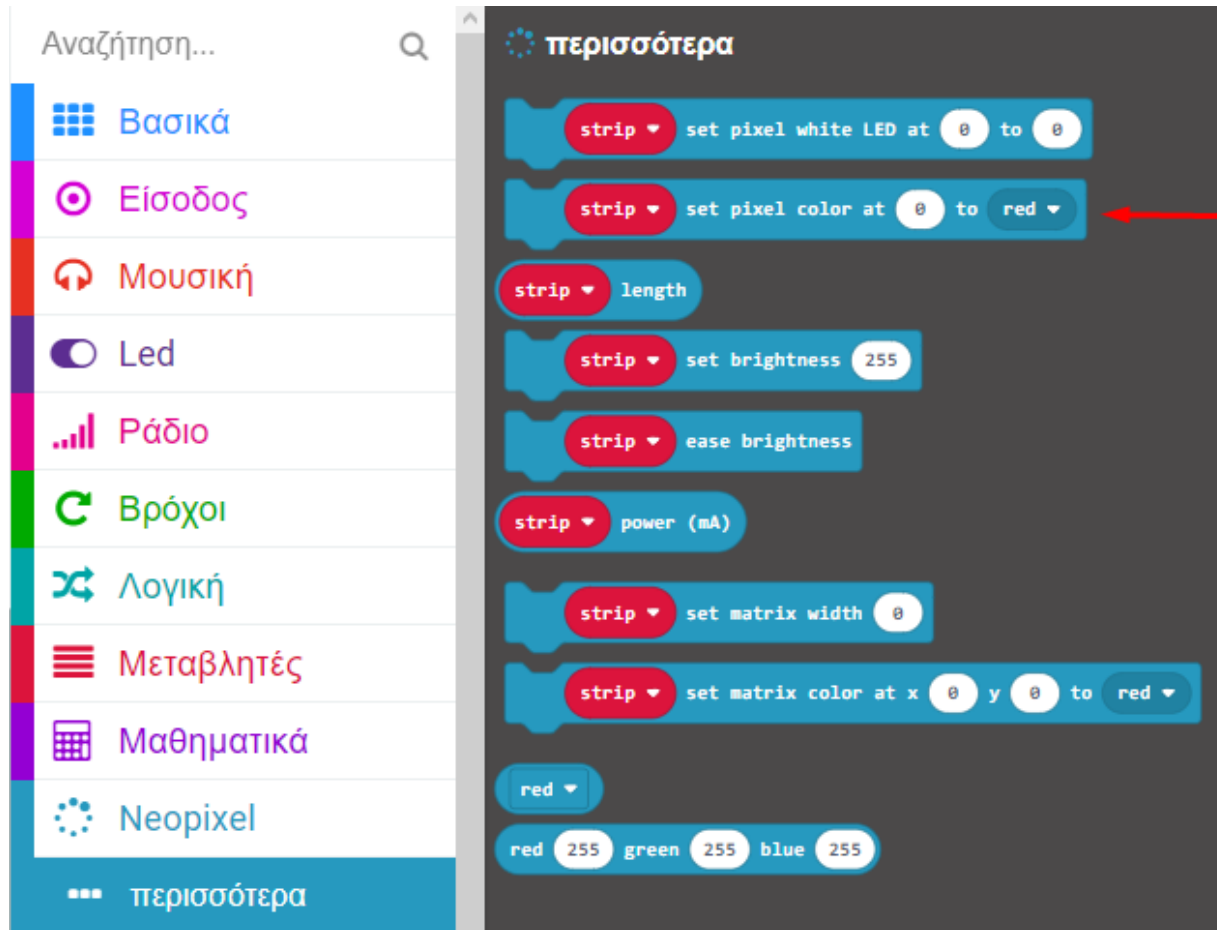 Αναζήτηση...
Βασικά
Είσοδος
Μουσική
Led
Ράδιο
Βρόχοι
Λογική
Μεταβλητές
Μαθηματικά
Neopixel
περισσότερα
περισσότερα
strip set pixel white LED at 0 to 0
strip set pixel color at 0 to red
strip length
strip set brightness 255
strip ease brightness
strip power (mA)
strip set matrix width 0
strip set matrix color at x 0 y 0 to red
red
red 255 green 255 blue 255